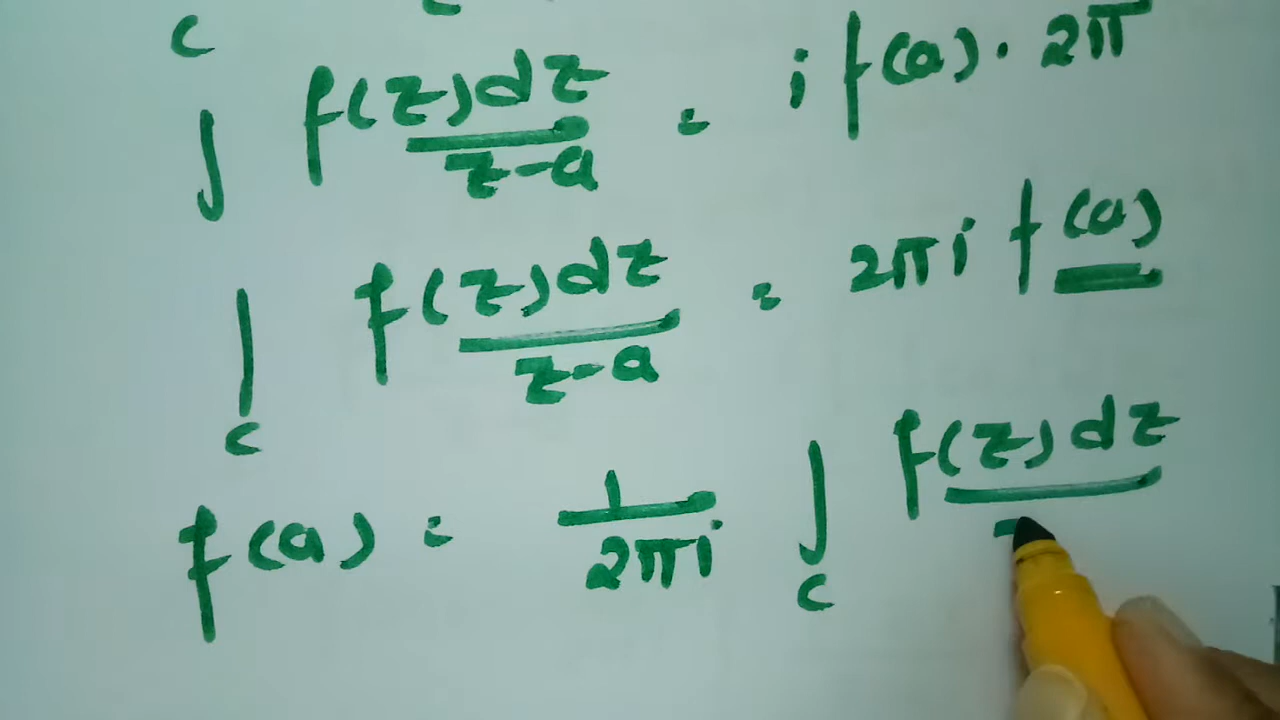 C
∫ f(z)dz / z-a = i f(a) · 2π
∫ C f(z)dz / z-a = 2πi f(a)
f(a) = 1 / 2πi ∫ C f(z)dz